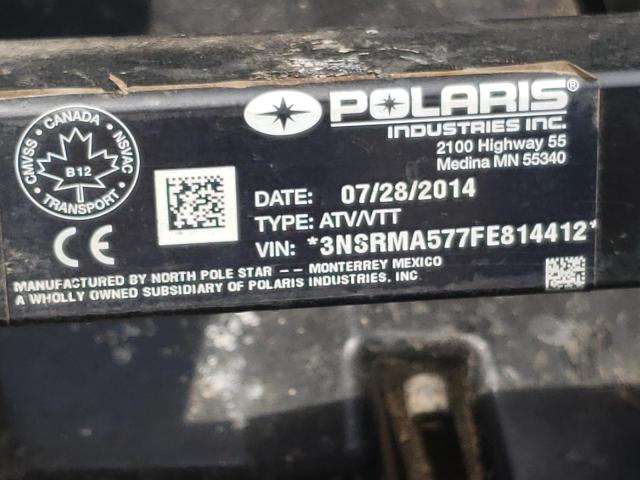 CMVSS · CANADA · NSVAC
B12
TRANSPORT
CE
POLARIS®
INDUSTRIES INC.
2100 Highway 55
Medina MN 55340
DATE: 07/28/2014
TYPE: ATV/VTT
VIN: *3NSRMA577FE814412*
MANUFACTURED BY NORTH POLE STAR -- MONTERREY MEXICO
A WHOLLY OWNED SUBSIDIARY OF POLARIS INDUSTRIES, INC.